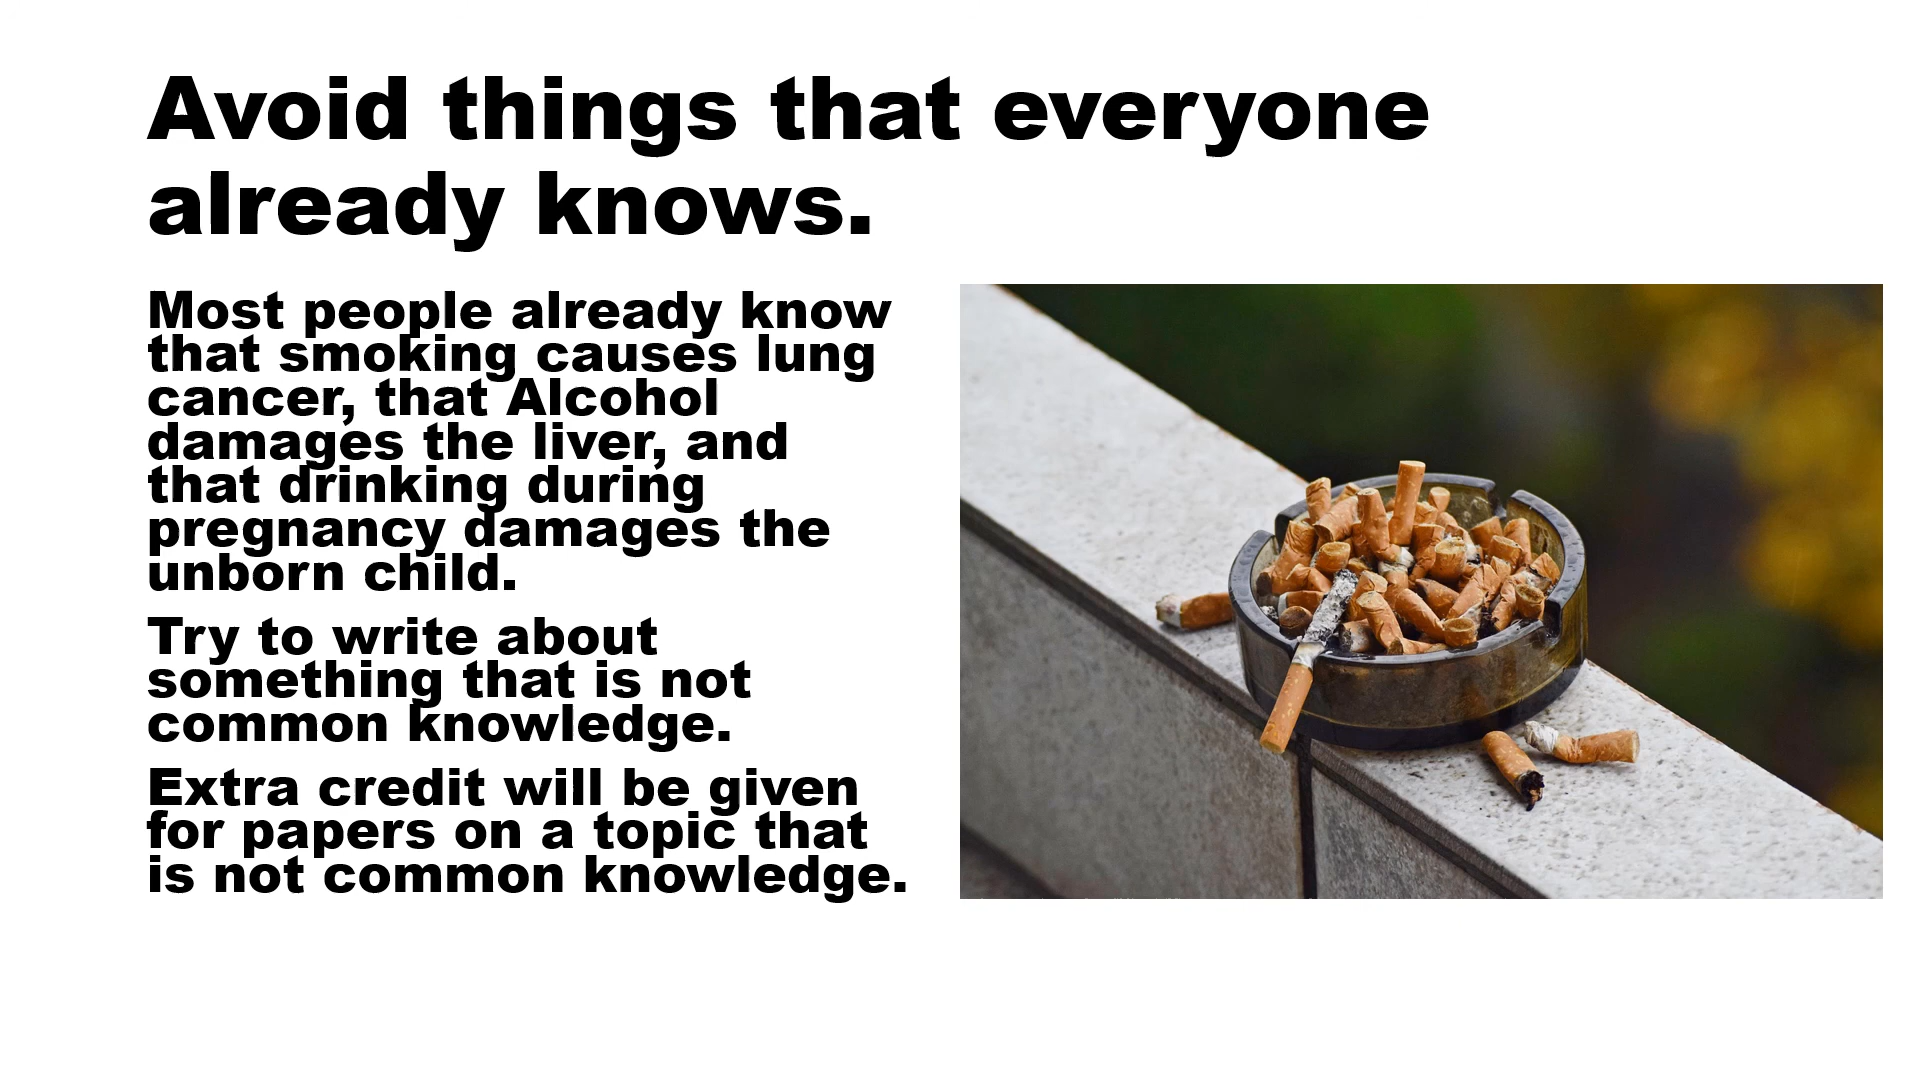 Avoid things that everyone
already knows.
Most people already know
that smoking causes lung
cancer, that Alcohol
damages the liver, and
that drinking during
pregnancy damages the
unborn child.
Try to write about
something that is not
common knowledge.
Extra credit will be given
for papers on a topic that
is not common knowledge.